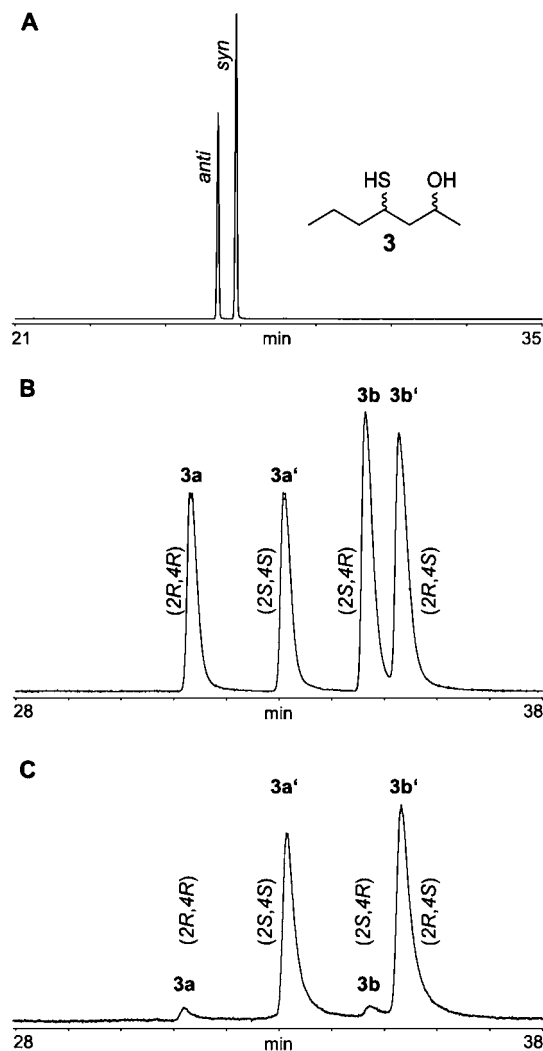 A
anti
syn
HS OH
3
21 min 35
B
3a 3a‘ 3b 3b‘
(2R,4R) (2S,4S) (2S,4R) (2R,4S)
28 min 38
C
3a‘ 3b‘
(2R,4R) (2S,4S) (2S,4R) (2R,4S)
3a 3b
28 min 38